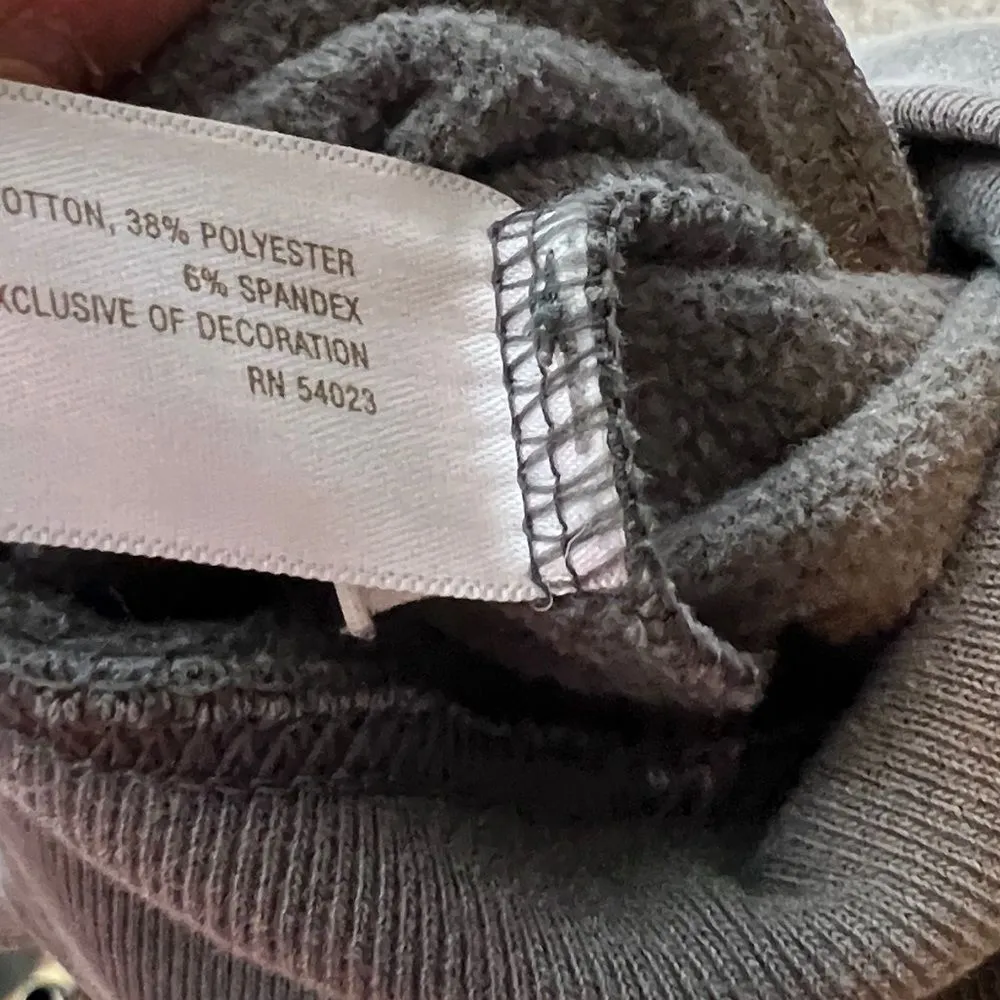 OTTON, 38% POLYESTER
6% SPANDEX
XCLUSIVE OF DECORATION
RN 54023